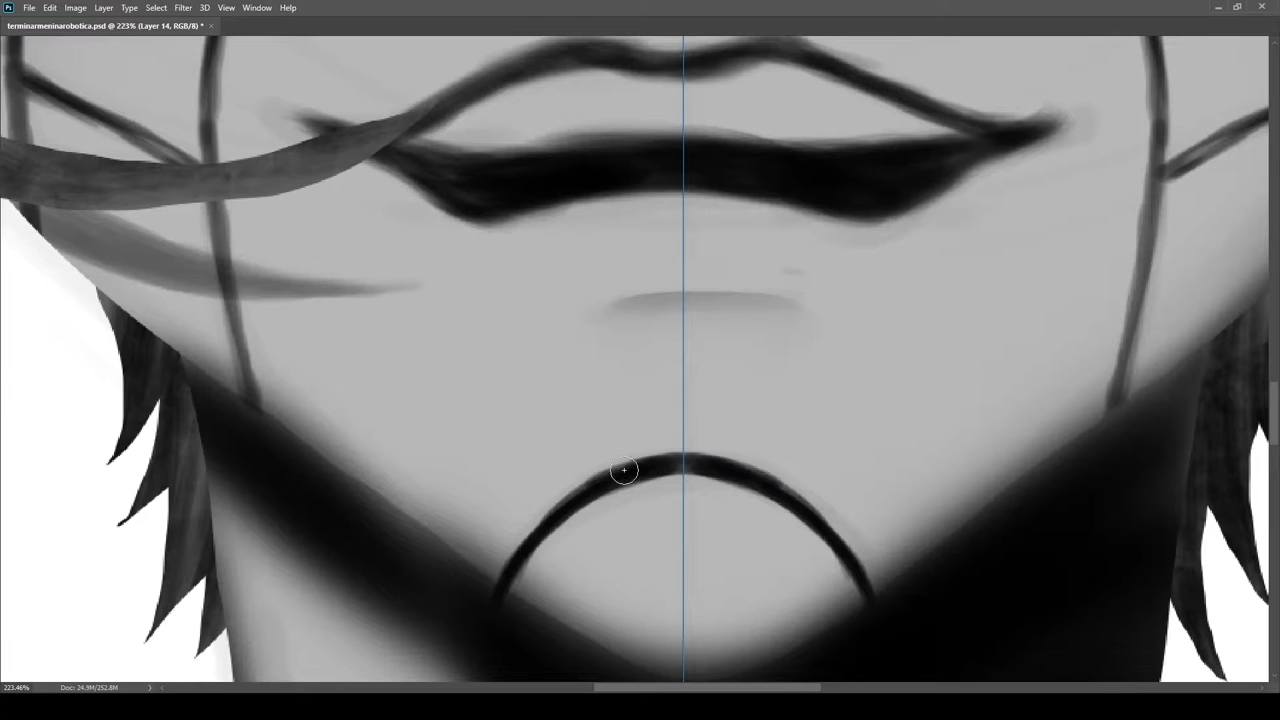 Ps File Edit Image Layer Type Select Filter 3D View Window Help
terminarmeninarobotica.psd @ 223% (Layer 14, RGB/8) *
223.46% Doc: 24.9M/252.8M